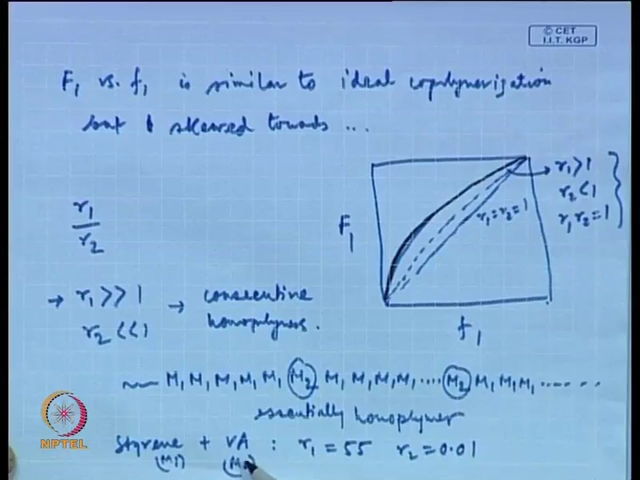 © CET
I.I.T. KGP
F₁ vs. f₁ is similar to ideal copolymerization
but skewed towards ...
r₁
r₂
F₁
r₁ = r₂ = 1
r₁ > 1
r₂ < 1
r₁ r₂ = 1
f₁
→ r₁ >> 1 → consecutive
r₂ << 1 homopolymers.
M₁ M₁ M₁ M₁ M₁ M₂ M₁ M₁ M₁ M₁ .... M₂ M₁ M₁ M₁ ......
essentially homopolymer
Styrene + VA : r₁ = 55 r₂ = 0.01
(M₁)
NPTEL